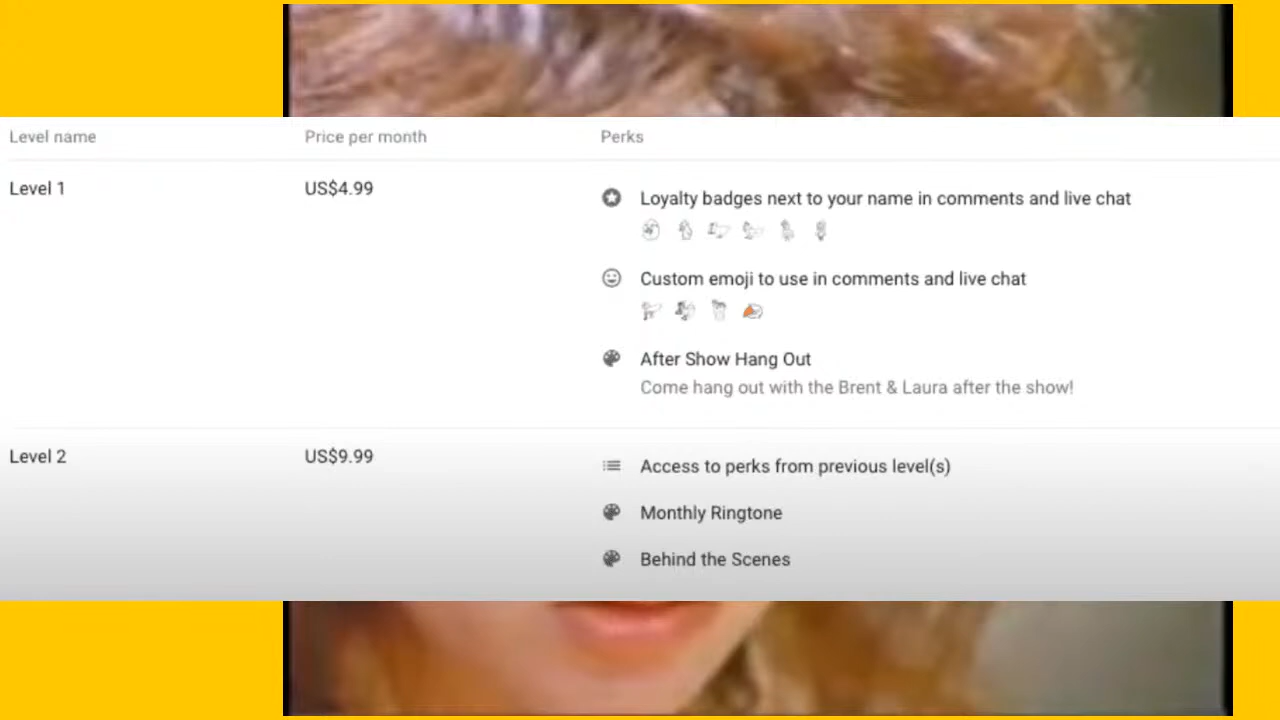 Level name Price per month Perks
Level 1 US$4.99 Loyalty badges next to your name in comments and live chat
Custom emoji to use in comments and live chat
After Show Hang Out
Come hang out with the Brent & Laura after the show!
Level 2 US$9.99 Access to perks from previous level(s)
Monthly Ringtone
Behind the Scenes